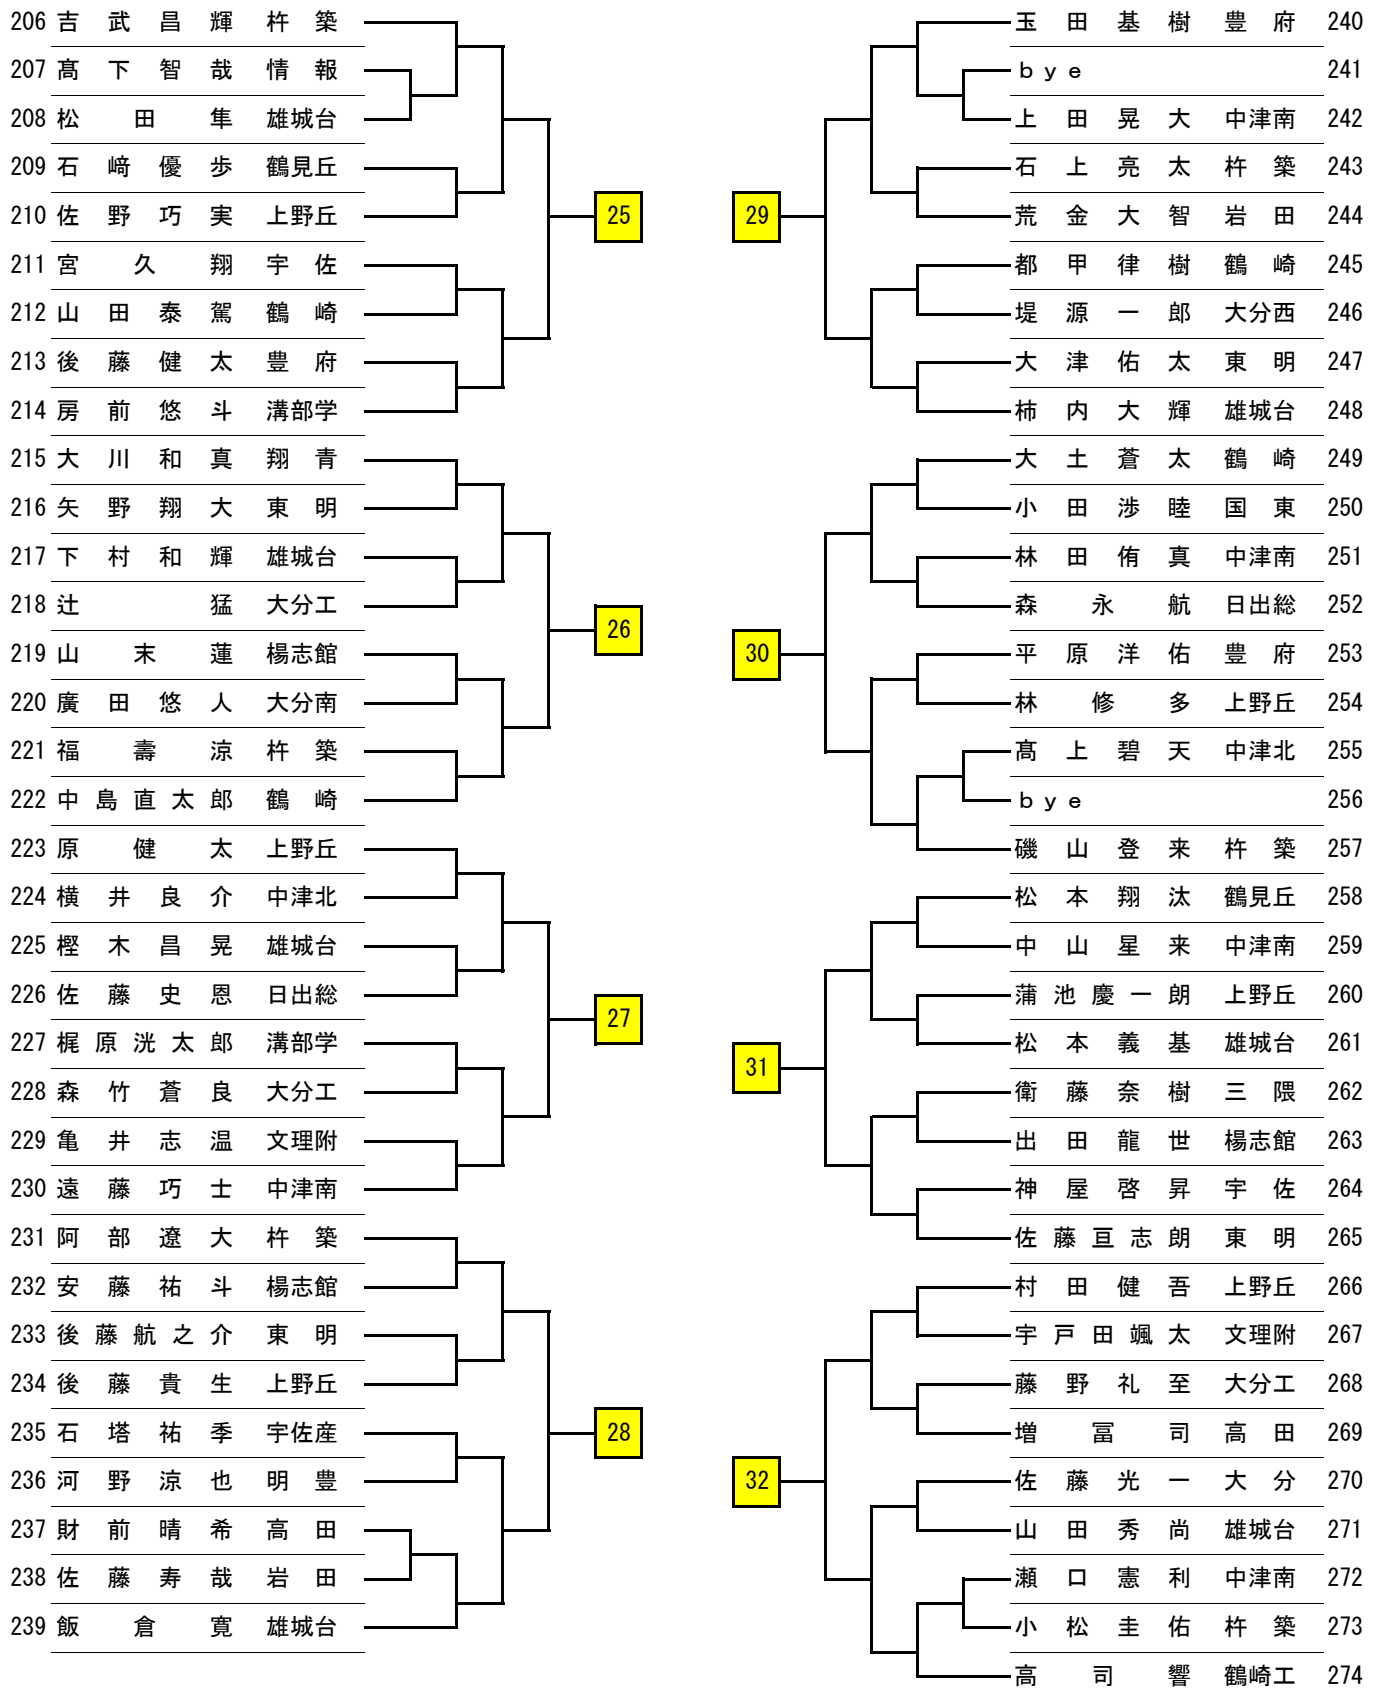 206 吉武昌輝 杵築
207 髙下智哉 情報
208 松田隼 雄城台
209 石﨑優歩 鶴見丘
210 佐野巧実 上野丘
25
211 宮久翔 宇佐
212 山田泰駕 鶴崎
213 後藤健太 豊府
214 房前悠斗 溝部学
215 大川和真 翔青
216 矢野翔大 東明
217 下村和輝 雄城台
218 辻猛 大分工
26
219 山末蓮 楊志館
220 廣田悠人 大分南
221 福壽涼 杵築
222 中島直太郎 鶴崎
223 原健太 上野丘
224 横井良介 中津北
225 樫木昌晃 雄城台
226 佐藤史恩 日出総
27
227 梶原洸太郎 溝部学
228 森竹蒼良 大分工
229 亀井志温 文理附
230 遠藤巧士 中津南
231 阿部遼大 杵築
232 安藤祐斗 楊志館
233 後藤航之介 東明
234 後藤貴生 上野丘
28
235 石塔祐季 宇佐産
236 河野涼也 明豊
237 財前晴希 高田
238 佐藤寿哉 岩田
239 飯倉寛 雄城台
玉田基樹 豊府 240
bye 241
上田晃大 中津南 242
石上亮太 杵築 243
荒金大智 岩田 244
29
都甲律樹 鶴崎 245
堤源一郎 大分西 246
大津佑太 東明 247
柿内大輝 雄城台 248
大土蒼太 鶴崎 249
小田渉睦 国東 250
林田侑真 中津南 251
森永航 日出総 252
30
平原洋佑 豊府 253
林修多 上野丘 254
髙上碧天 中津北 255
bye 256
磯山登来 杵築 257
松本翔汰 鶴見丘 258
中山星来 中津南 259
蒲池慶一朗 上野丘 260
松本義基 雄城台 261
31
衛藤奈樹 三隈 262
出田龍世 楊志館 263
神屋啓昇 宇佐 264
佐藤亘志朗 東明 265
村田健吾 上野丘 266
宇戸田颯太 文理附 267
藤野礼至 大分工 268
増冨司 高田 269
32
佐藤光一 大分 270
山田秀尚 雄城台 271
瀬口憲利 中津南 272
小松圭佑 杵築 273
高司響 鶴崎工 274